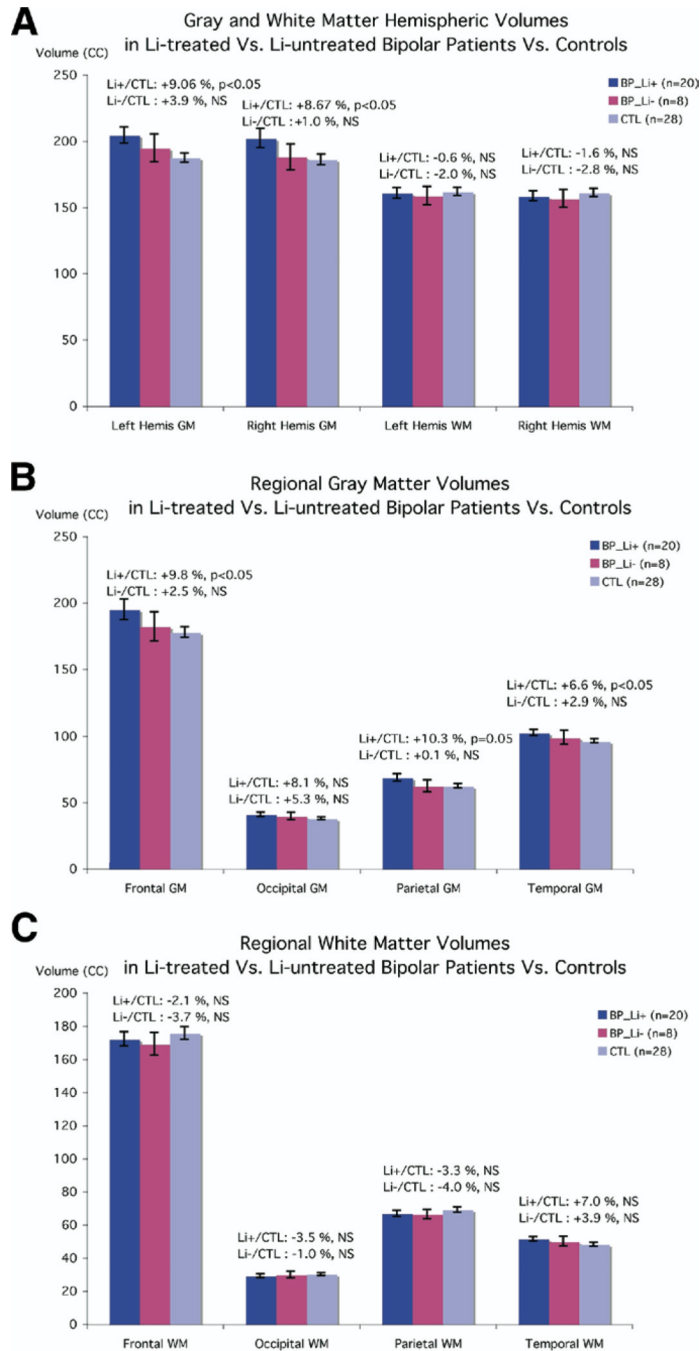 A
Gray and White Matter Hemispheric Volumes
in Li-treated Vs. Li-untreated Bipolar Patients Vs. Controls
Volume (CC)
250
200
150
100
50
0
Li+/CTL: +9.06 %, p<0.05
Li-/CTL : +3.9 %, NS
Li+/CTL: +8.67 %, p<0.05
Li-/CTL : +1.0 %, NS
Li+/CTL: -0.6 %, NS
Li-/CTL : -2.0 %, NS
Li+/CTL: -1.6 %, NS
Li-/CTL : -2.8 %, NS
BP_Li+ (n=20)
BP_Li- (n=8)
CTL (n=28)
Left Hemis GM
Right Hemis GM
Left Hemis WM
Right Hemis WM
B
Regional Gray Matter Volumes
in Li-treated Vs. Li-untreated Bipolar Patients Vs. Controls
Volume (CC)
250
200
150
100
50
0
Li+/CTL: +9.8 %, p<0.05
Li-/CTL : +2.5 %, NS
Li+/CTL: +8.1 %, NS
Li-/CTL : +5.3 %, NS
Li+/CTL: +10.3 %, p=0.05
Li-/CTL : +0.1 %, NS
Li+/CTL: +6.6 %, p<0.05
Li-/CTL : +2.9 %, NS
BP_Li+ (n=20)
BP_Li- (n=8)
CTL (n=28)
Frontal GM
Occipital GM
Parietal GM
Temporal GM
C
Regional White Matter Volumes
in Li-treated Vs. Li-untreated Bipolar Patients Vs. Controls
Volume (CC)
200
180
160
140
120
100
80
60
40
20
0
Li+/CTL: -2.1 %, NS
Li-/CTL : -3.7 %, NS
Li+/CTL: -3.5 %, NS
Li-/CTL : -1.0 %, NS
Li+/CTL: -3.3 %, NS
Li-/CTL : -4.0 %, NS
Li+/CTL: +7.0 %, NS
Li-/CTL : +3.9 %, NS
BP_Li+ (n=20)
BP_Li- (n=8)
CTL (n=28)
Frontal WM
Occipital WM
Parietal WM
Temporal WM